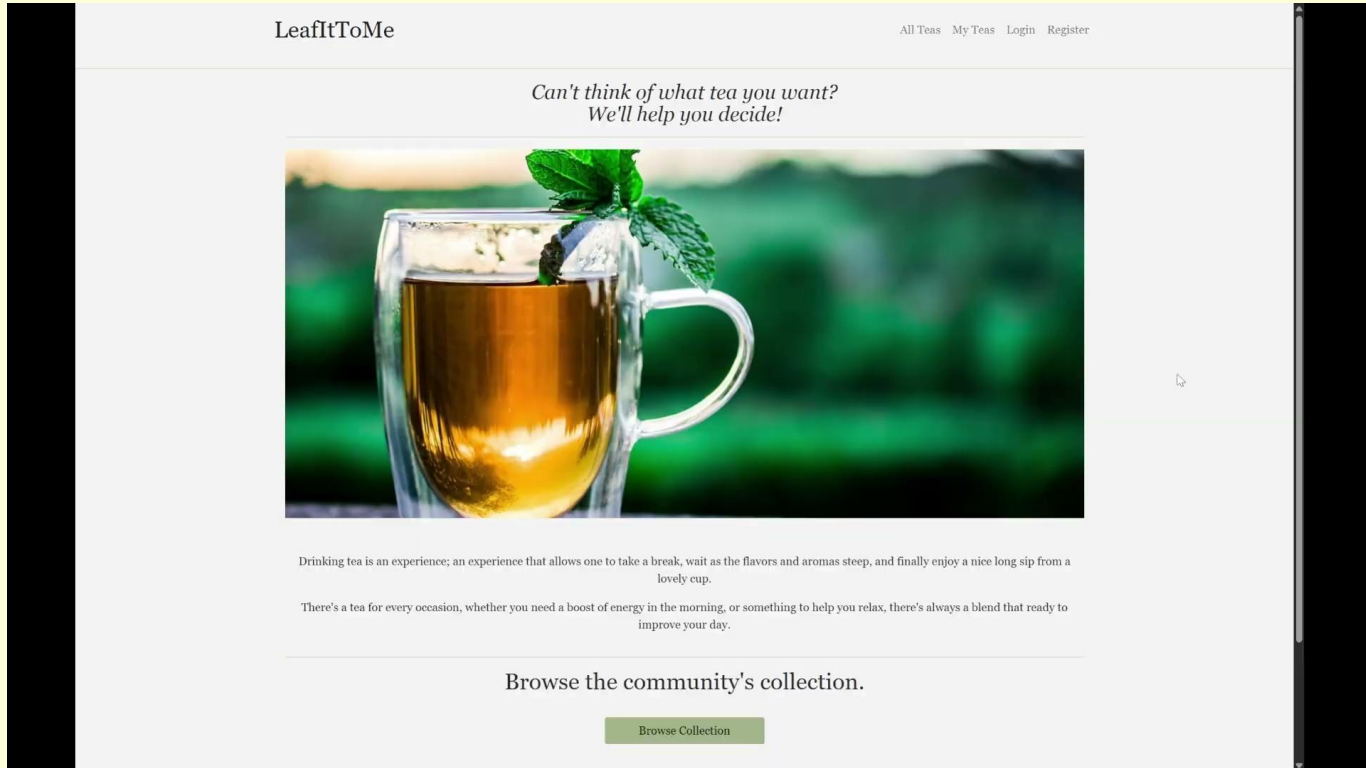 LeafItToMe
All Teas My Teas Login Register
Can't think of what tea you want?
We'll help you decide!
Drinking tea is an experience; an experience that allows one to take a break, wait as the flavors and aromas steep, and finally enjoy a nice long sip from a
lovely cup.
There's a tea for every occasion, whether you need a boost of energy in the morning, or something to help you relax, there's always a blend that ready to
improve your day.
Browse the community's collection.
Browse Collection